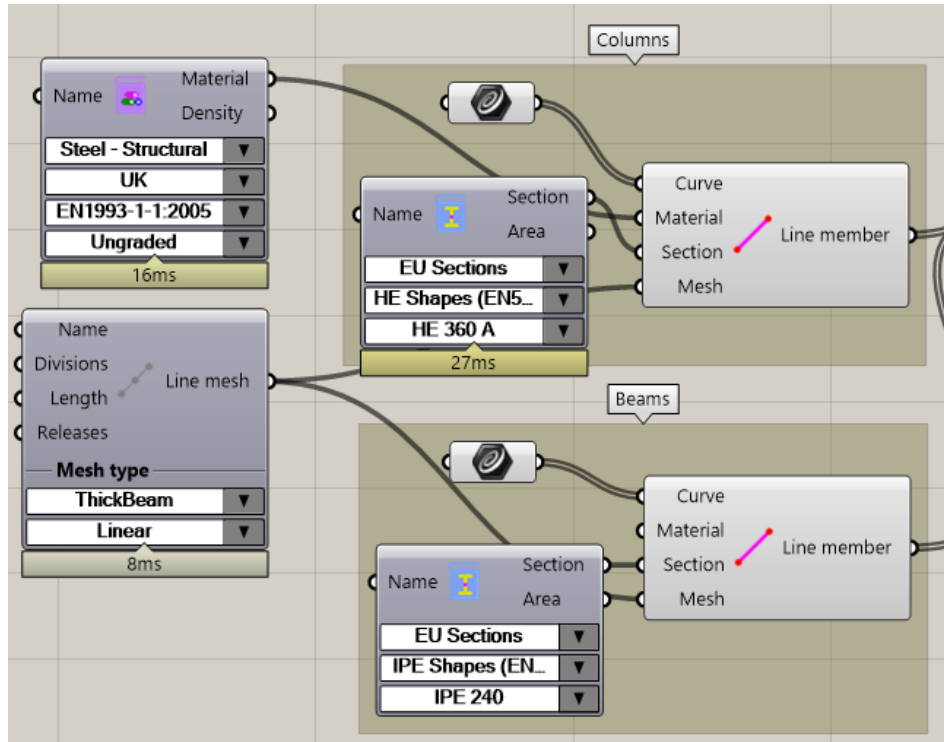 Columns
Name
Material
Density
Steel - Structural
UK
EN1993-1-1:2005
Ungraded
16ms
Name
Section
Area
EU Sections
HE Shapes (EN5...
HE 360 A
27ms
Curve
Material
Section
Mesh
Line member
Name
Divisions
Length
Releases
Line mesh
Mesh type
ThickBeam
Linear
8ms
Beams
Name
Section
Area
EU Sections
IPE Shapes (EN...
IPE 240
Curve
Material
Section
Mesh
Line member